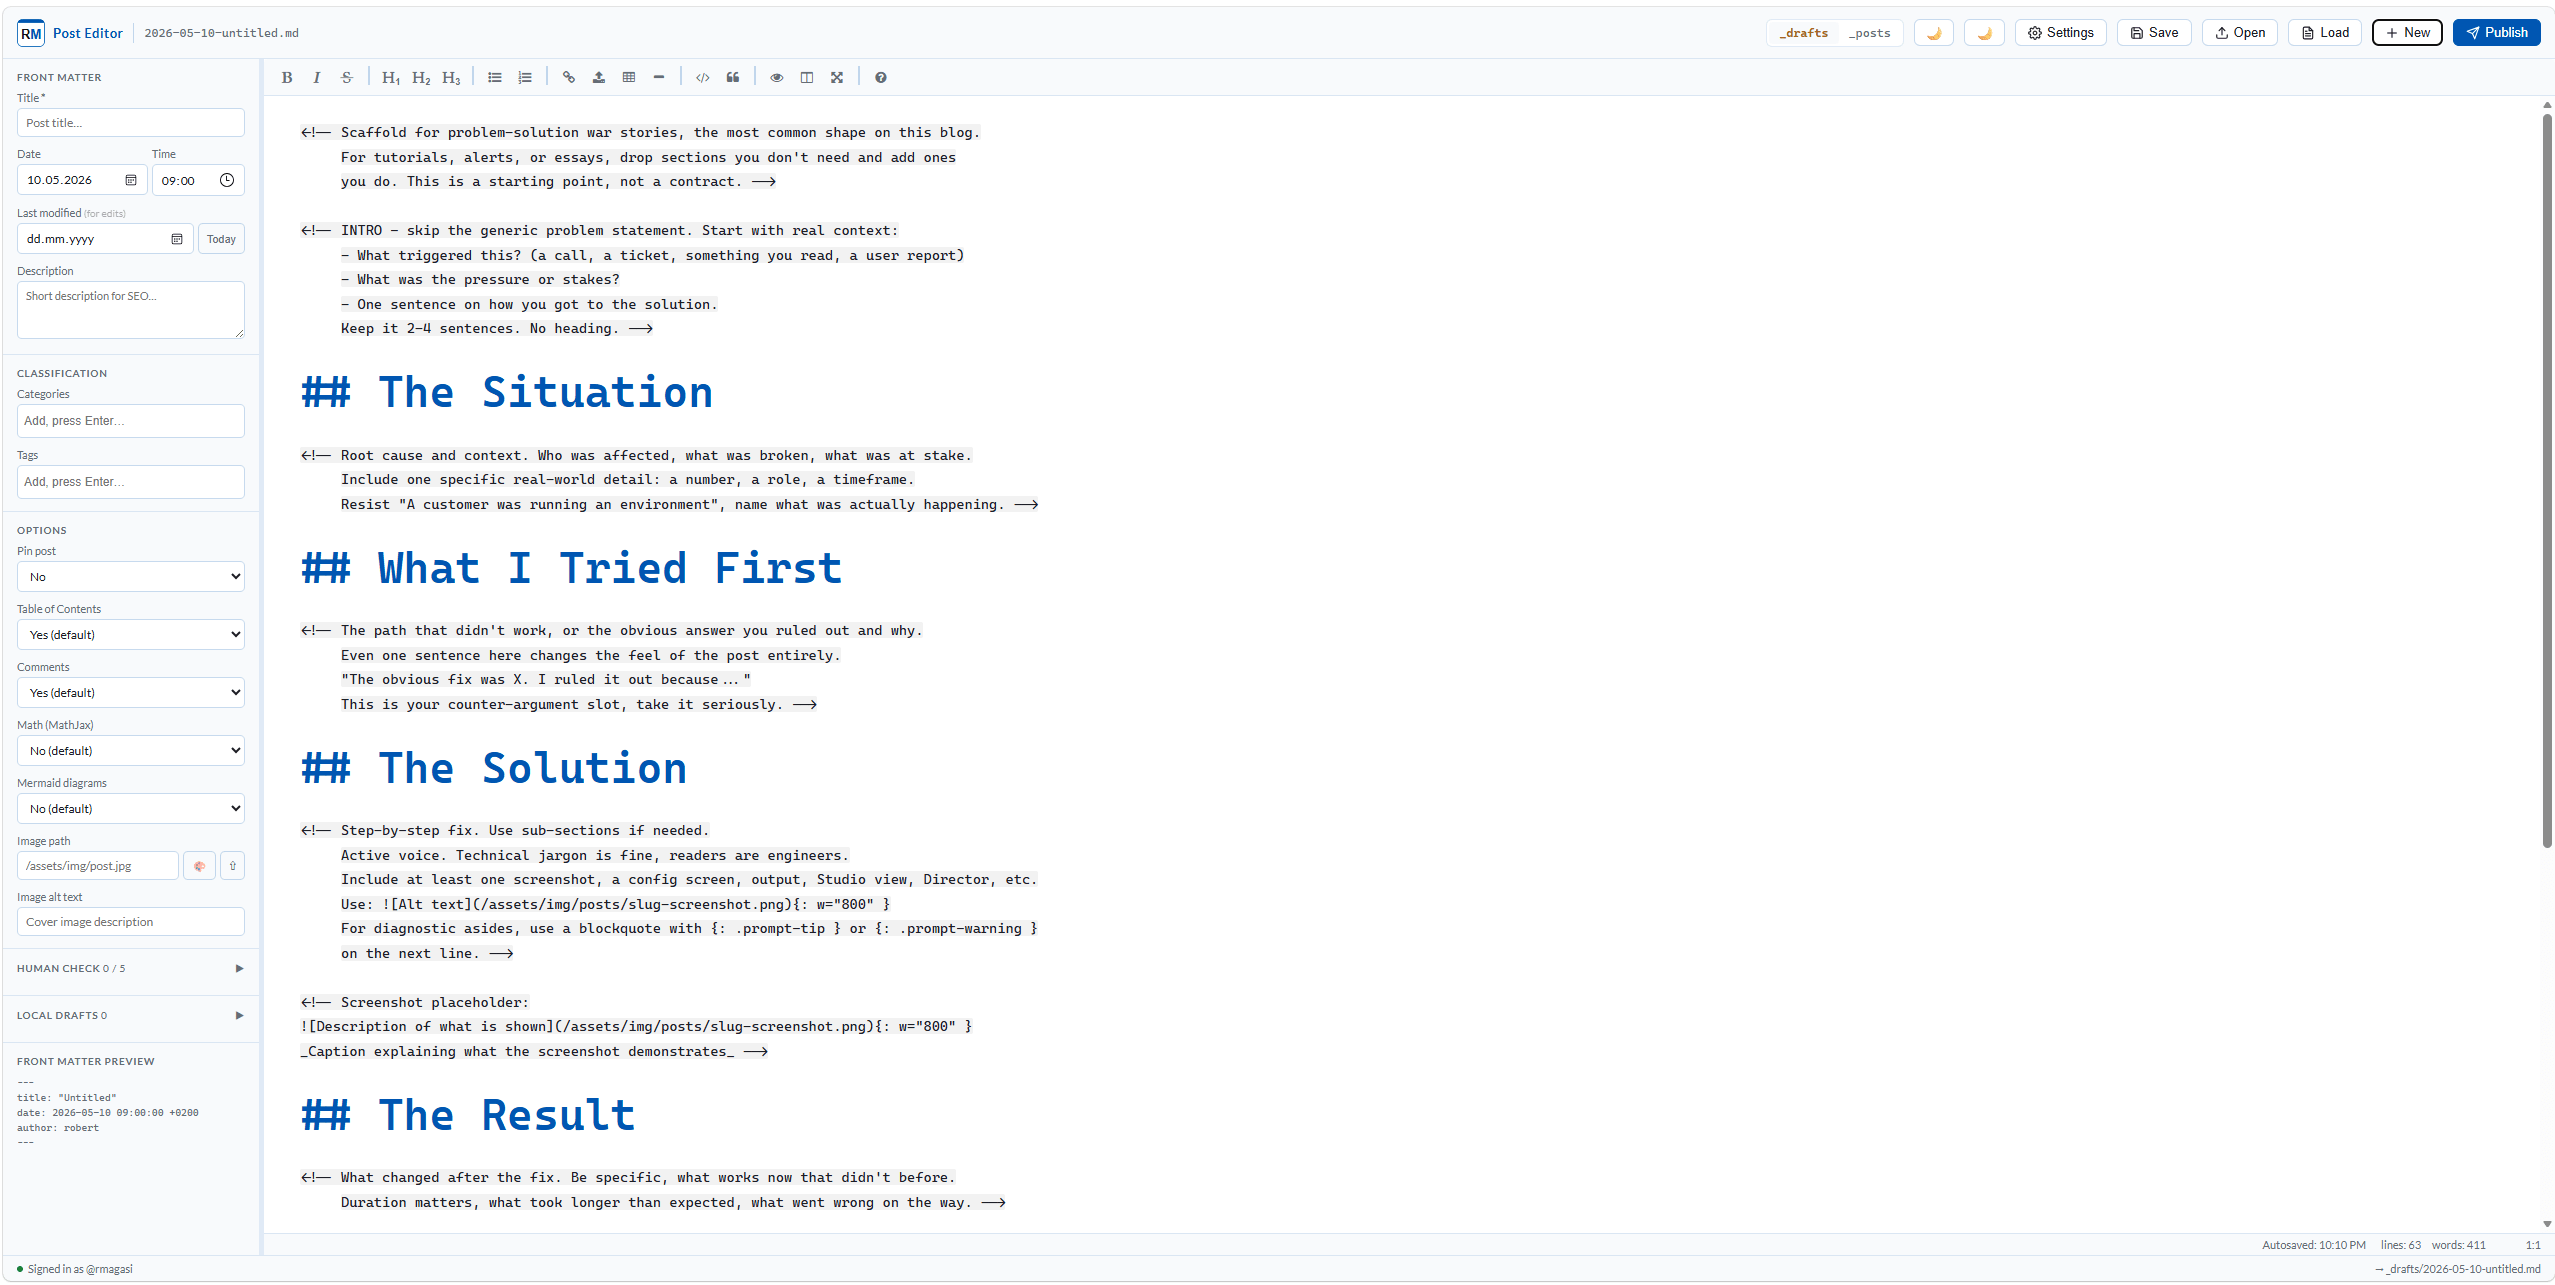 RM Post Editor 2026-05-10-untitled.md _drafts _posts Settings Save Open Load + New Publish
FRONT MATTER
Title *
Post title...
Date Time
10.05.2026 09:00
Last modified (for edits)
dd.mm.yyyy Today
Description
Short description for SEO...
CLASSIFICATION
Categories
Add, press Enter...
Tags
Add, press Enter...
OPTIONS
Pin post
No
Table of Contents
Yes (default)
Comments
Yes (default)
Math (MathJax)
No (default)
Mermaid diagrams
No (default)
Image path
/assets/img/post.jpg
Image alt text
Cover image description
HUMAN CHECK 0 / 5
LOCAL DRAFTS 0
FRONT MATTER PREVIEW
---
title: "Untitled"
date: 2026-05-10 09:00:00 +0200
author: robert
---
B I S H1 H2 H3
<!-- Scaffold for problem-solution war stories, the most common shape on this blog.
For tutorials, alerts, or essays, drop sections you don't need and add ones
you do. This is a starting point, not a contract. -->
<!-- INTRO - skip the generic problem statement. Start with real context:
- What triggered this? (a call, a ticket, something you read, a user report)
- What was the pressure or stakes?
- One sentence on how you got to the solution.
Keep it 2-4 sentences. No heading. -->
## The Situation
<!-- Root cause and context. Who was affected, what was broken, what was at stake.
Include one specific real-world detail: a number, a role, a timeframe.
Resist "A customer was running an environment", name what was actually happening. -->
## What I Tried First
<!-- The path that didn't work, or the obvious answer you ruled out and why.
Even one sentence here changes the feel of the post entirely.
"The obvious fix was X. I ruled it out because..."
This is your counter-argument slot, take it seriously. -->
## The Solution
<!-- Step-by-step fix. Use sub-sections if needed.
Active voice. Technical jargon is fine, readers are engineers.
Include at least one screenshot, a config screen, output, Studio view, Director, etc.
Use: ![Alt text](/assets/img/posts/slug-screenshot.png){: w="800" }
For diagnostic asides, use a blockquote with {: .prompt-tip } or {: .prompt-warning }
on the next line. -->
<!-- Screenshot placeholder:
![Description of what is shown](/assets/img/posts/slug-screenshot.png){: w="800" }
_Caption explaining what the screenshot demonstrates_ -->
## The Result
<!-- What changed after the fix. Be specific, what works now that didn't before.
Duration matters, what took longer than expected, what went wrong on the way. -->
Autosaved: 10:10 PM lines: 63 words: 411 1:1
Signed in as @rmagasi → _drafts/2026-05-10-untitled.md